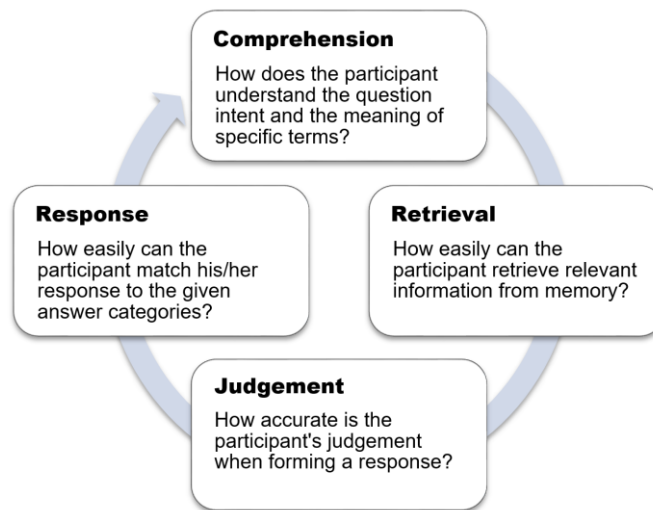 Comprehension
How does the participant
understand the question
intent and the meaning of
specific terms?
Retrieval
How easily can the
participant retrieve relevant
information from memory?
Judgement
How accurate is the
participant's judgement
when forming a response?
Response
How easily can the
participant match his/her
response to the given
answer categories?